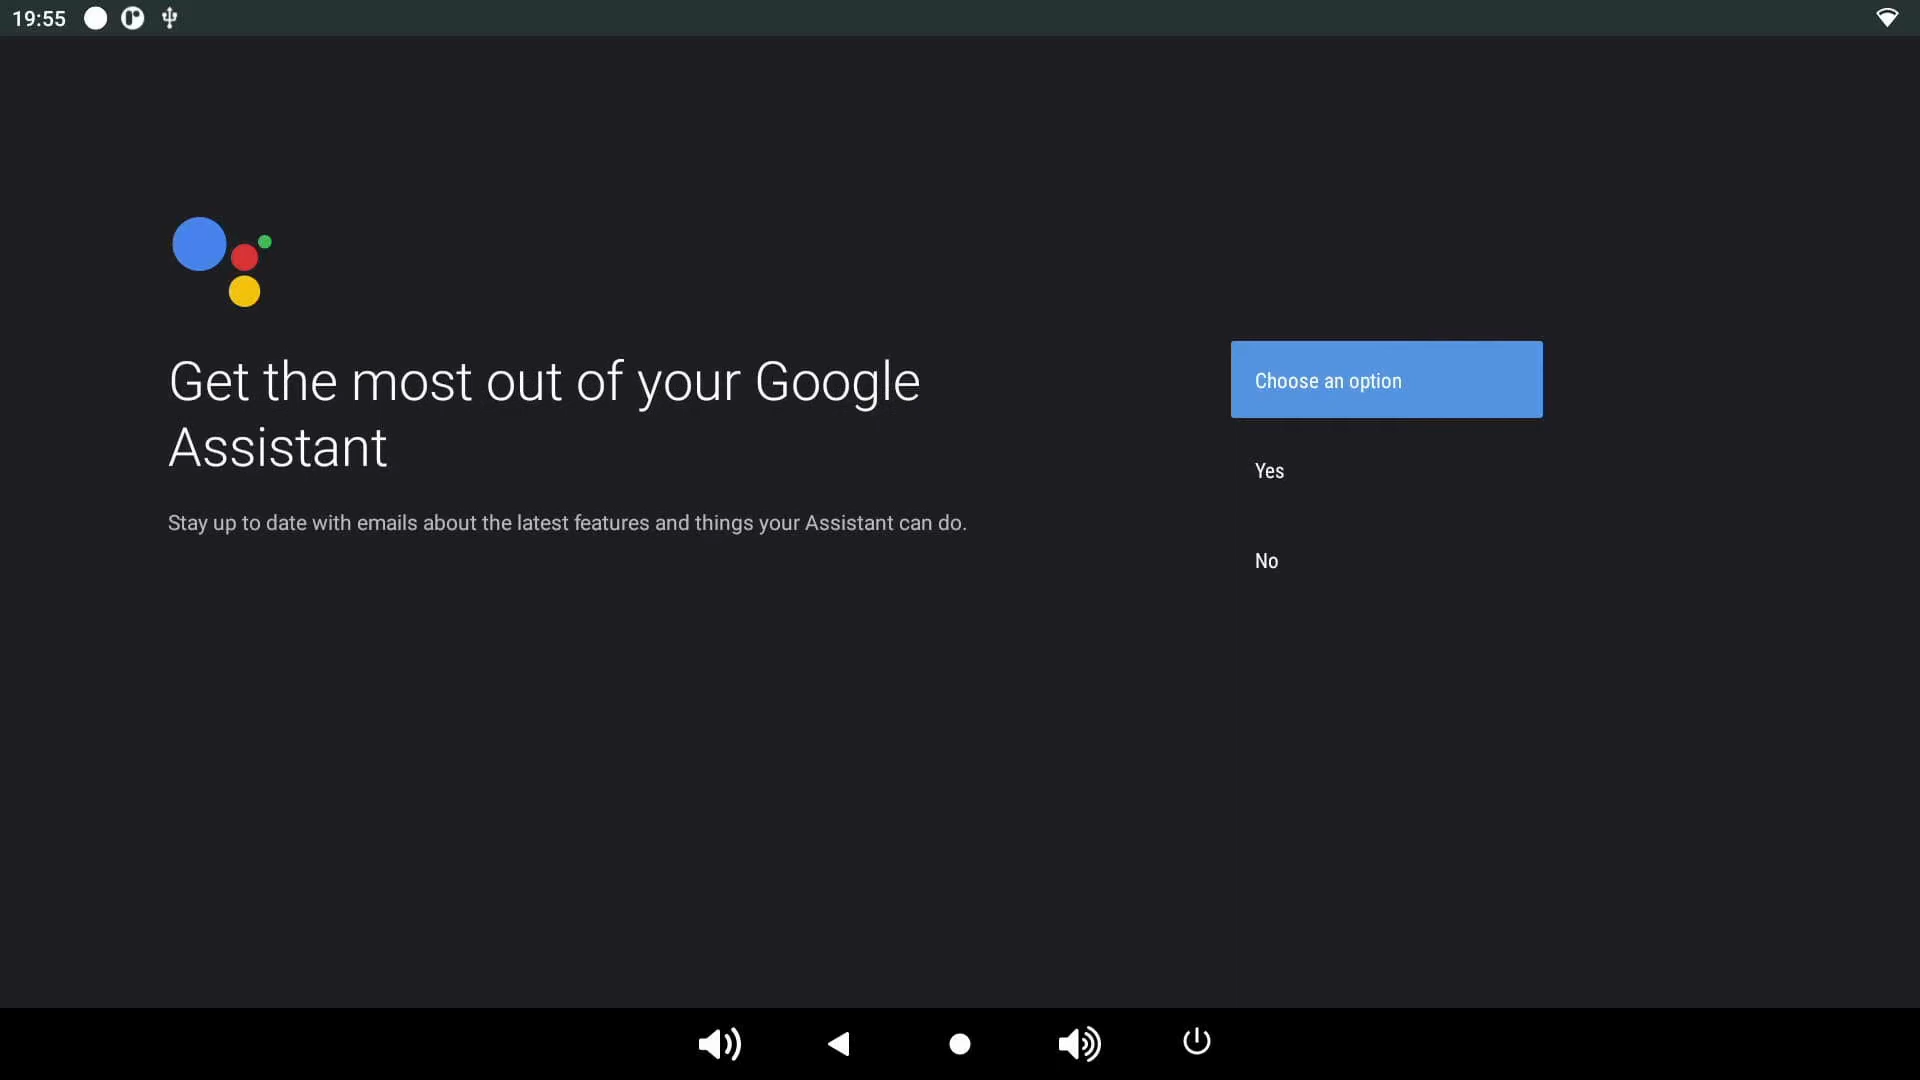 19:55
Get the most out of your Google
Assistant
Stay up to date with emails about the latest features and things your Assistant can do.
Choose an option
Yes
No